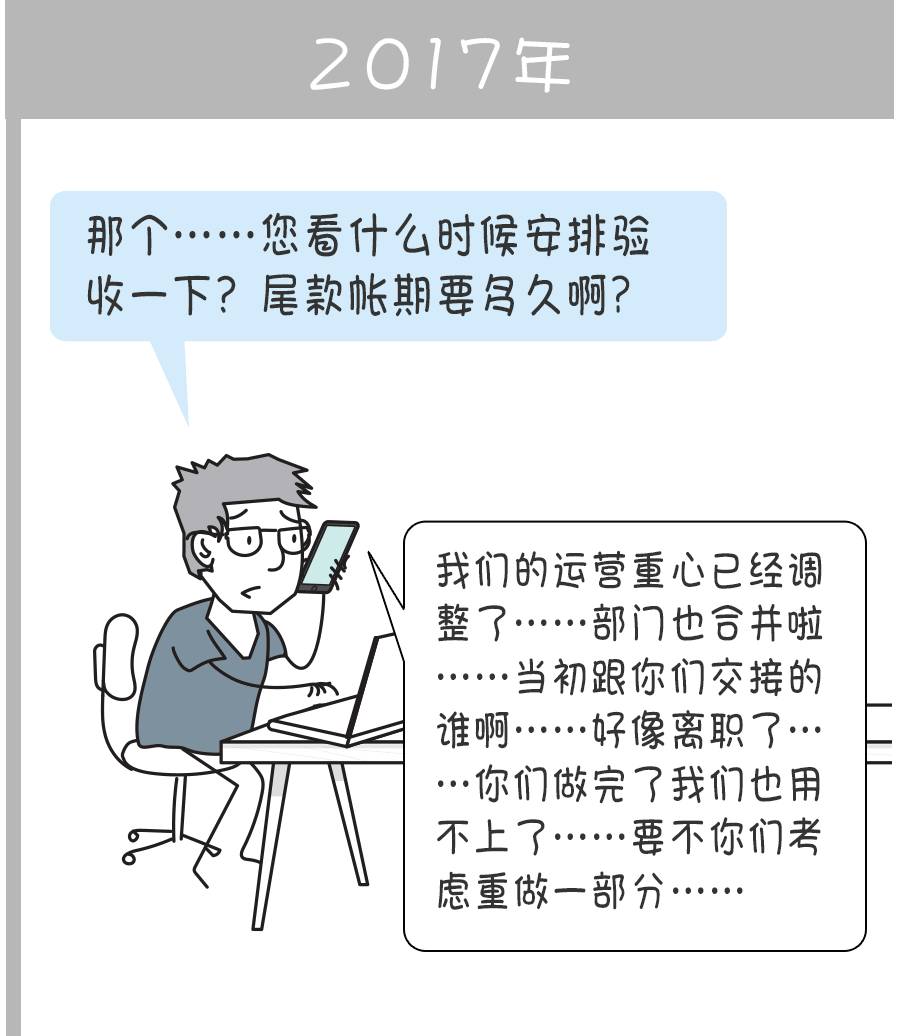 2017年
那个……您看什么时候安排验
收一下？尾款帐期要多久啊？
我们的运营重心已经调
整了……部门也合并啦
……当初跟你们交接的
谁啊……好像离职了…
…你们做完了我们也用
不上了……要不你们考
虑重做一部分……